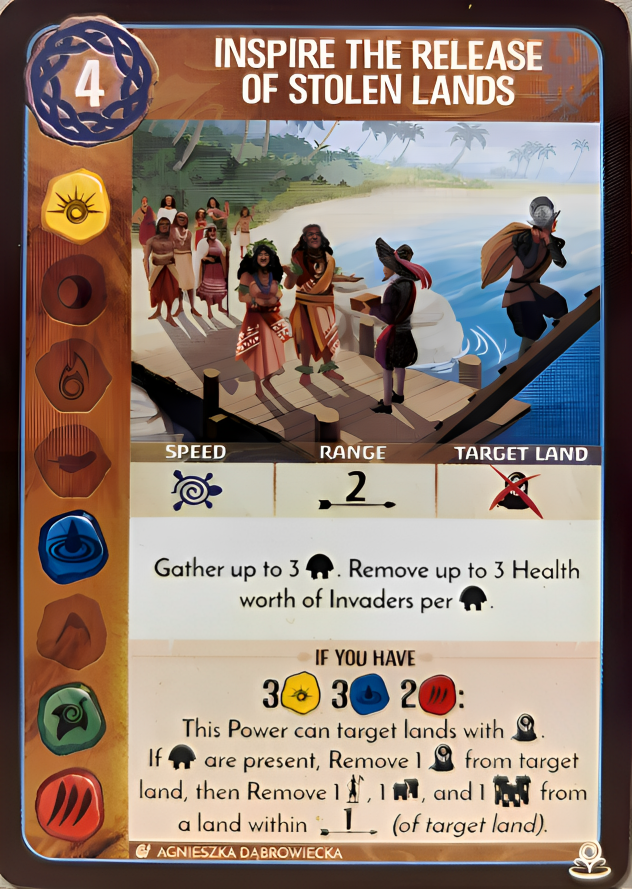 4
INSPIRE THE RELEASE
OF STOLEN LANDS
SPEED RANGE TARGET LAND
2
Gather up to 3 . Remove up to 3 Health
worth of Invaders per .
IF YOU HAVE
3 3 2 :
This Power can target lands with .
If are present, Remove 1 from target
land, then Remove 1 , 1 , and 1 from
a land within 1 (of target land).
AGNIESZKA DĄBROWIECKA